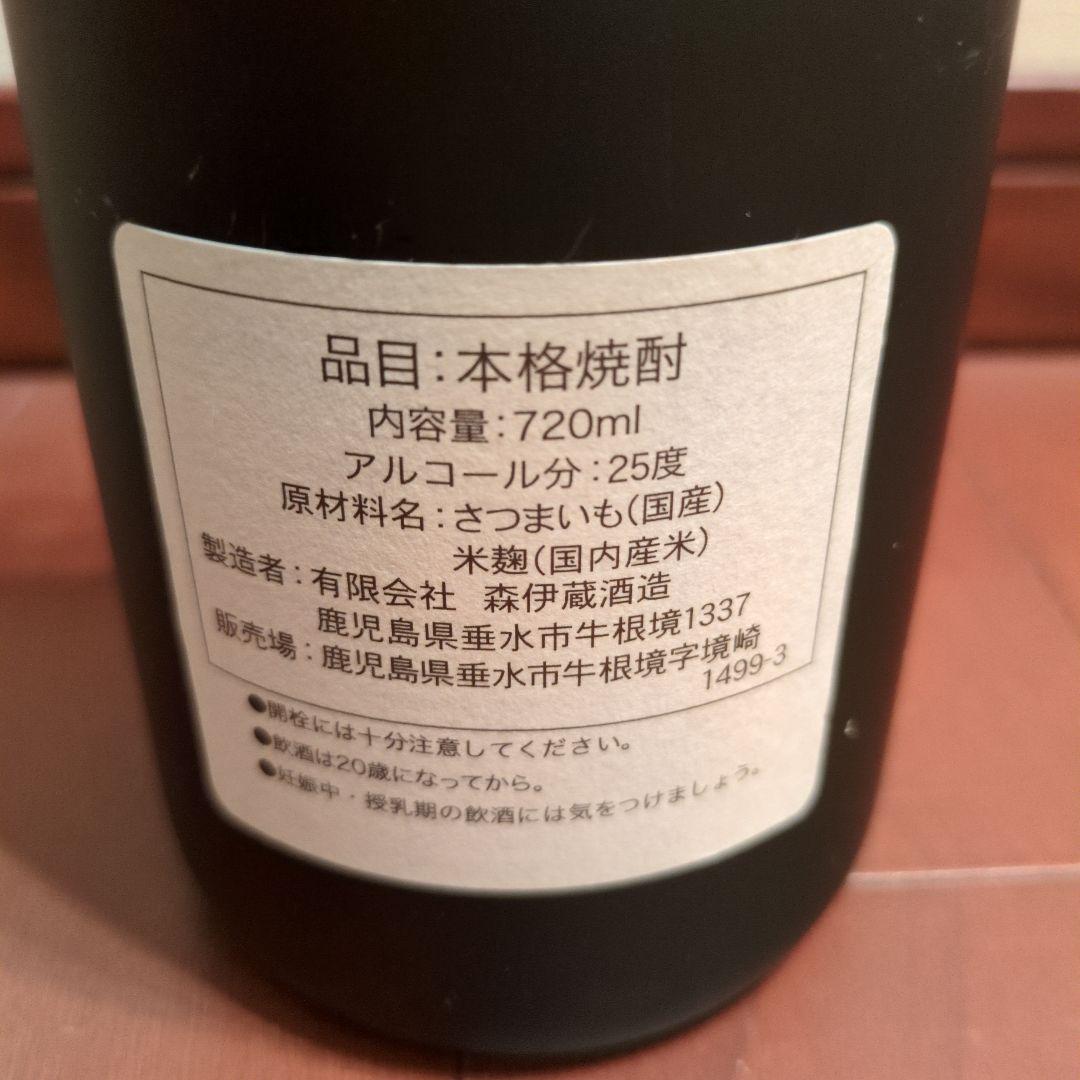 品目:本格焼酎
内容量:720ml
アルコール分:25度
原材料名:さつまいも(国産)
米麹(国内産米)
製造者:有限会社 森伊蔵酒造
鹿児島県垂水市牛根境1337
販売場:鹿児島県垂水市牛根境字境崎
1499-3
●開栓には十分注意してください。
●飲酒は20歳になってから。
●妊娠中・授乳期の飲酒には気をつけましょう。